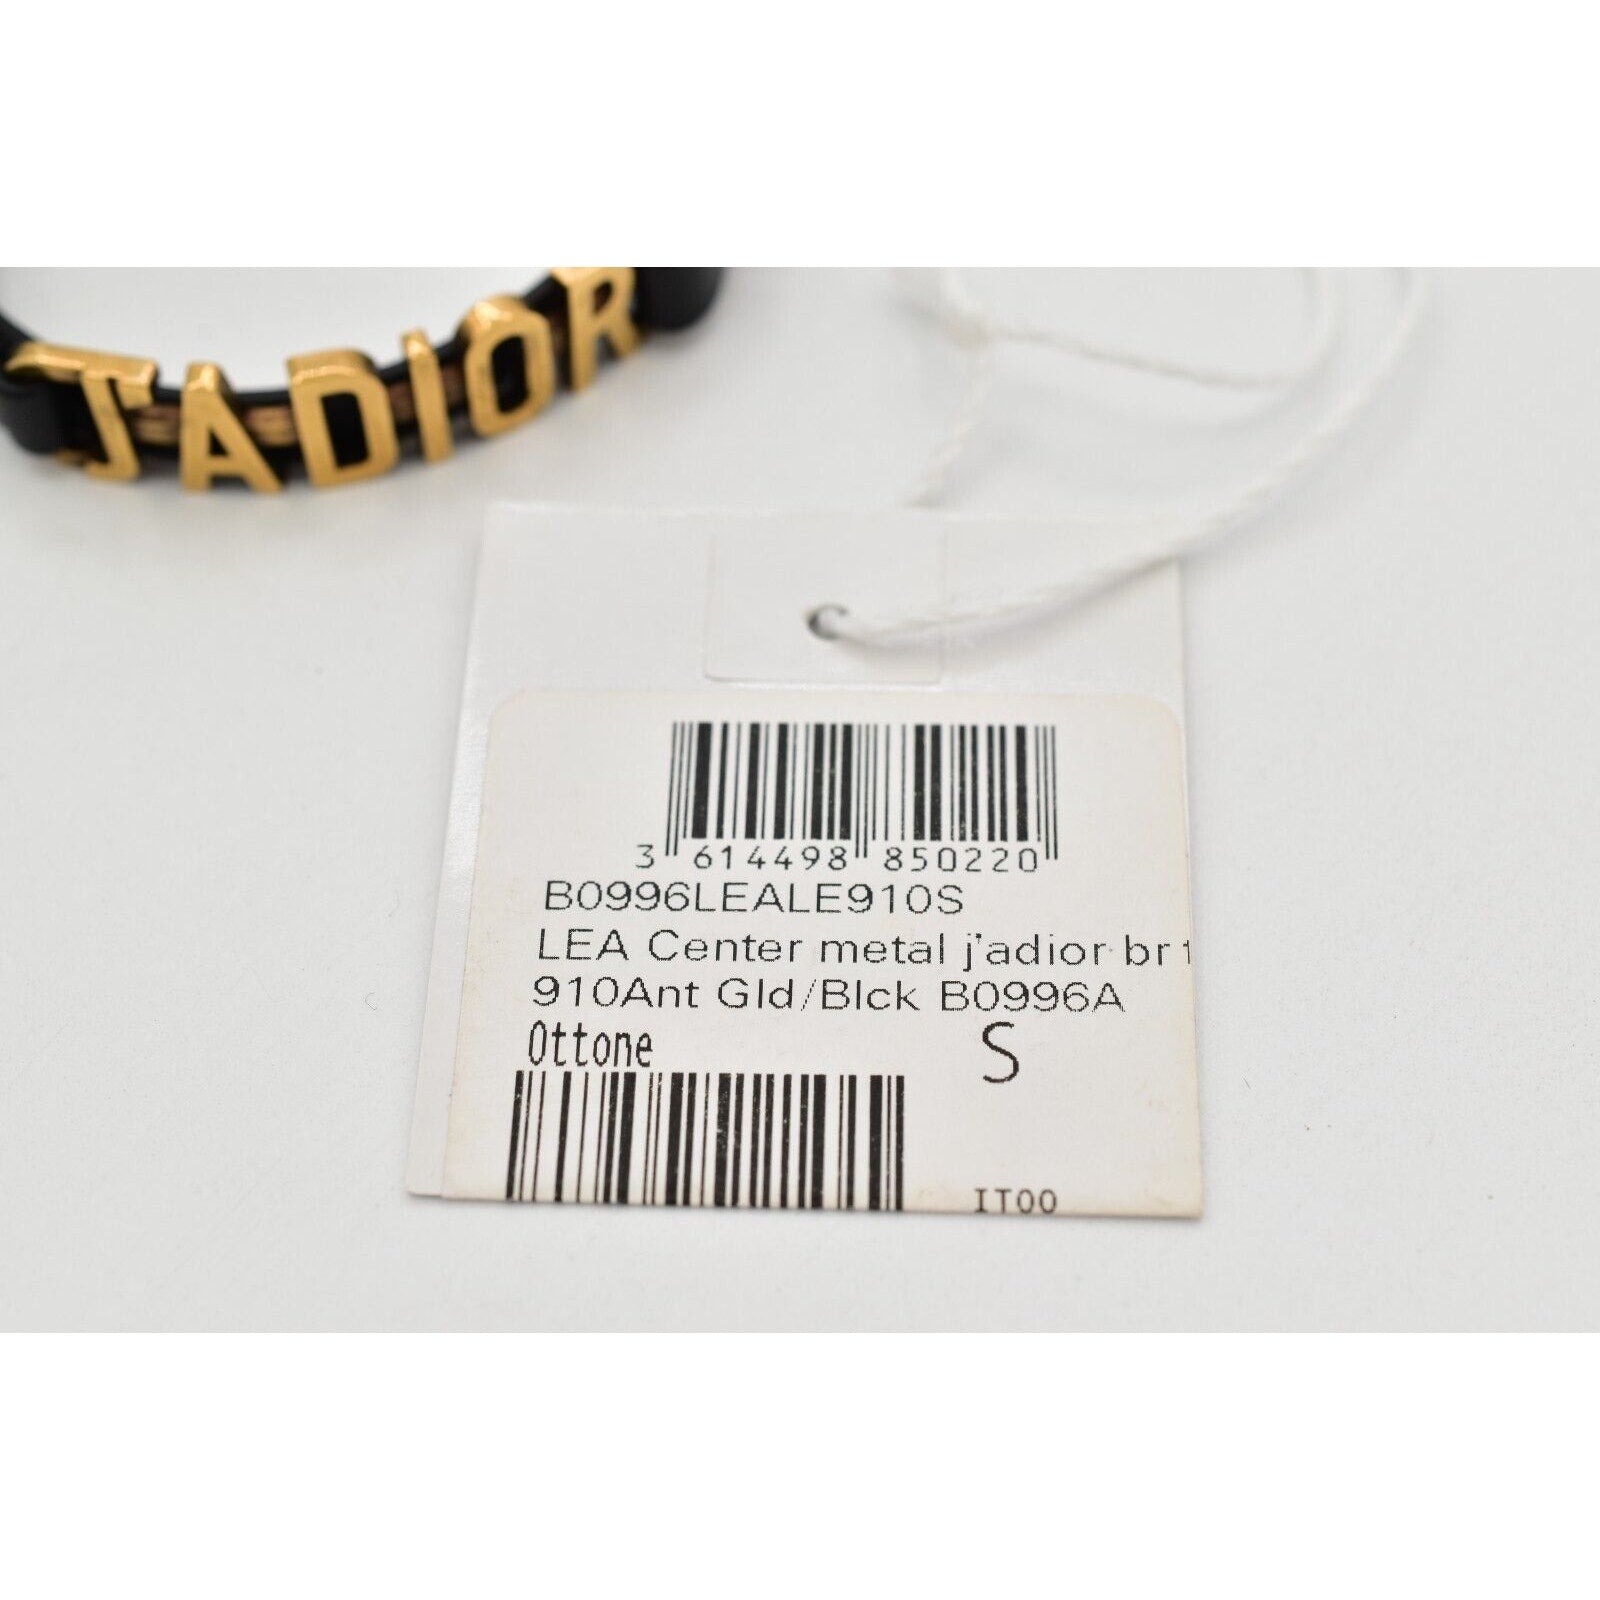 J'ADIOR
3 614498 850220
B0996LEALE910S
LEA Center metal j'adior br
910Ant Gld/Blck B0996A
Ottone S
IT00